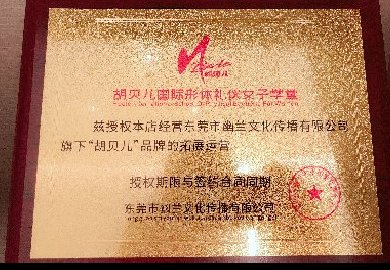 胡贝儿国际形体礼仪女子学堂
兹授权本店经营东莞市幽兰文化传播有限公司
旗下“胡贝儿”品牌的拓展运营
授权期限与签约合同同期
东莞市幽兰文化传播有限公司